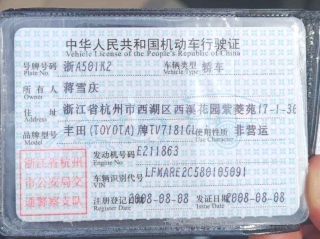 中华人民共和国机动车行驶证
Vehicle License of the People's Republic of China
号牌号码 浙A501K2 车辆类型 轿车
Plate No. Vehicle Type
所有人 蒋雪庆
Owner
住址 浙江省杭州市西湖区西溪花园紫菱苑17-1-36
Address
品牌型号 丰田(TOYOTA)牌TV7181GL 使用性质 非营运
Model Use Character
浙江省杭州 发动机号码 E211863
Engine No.
市公安局交 车辆识别代号 LFMARE2C580105091
VIN
通警察支队 注册登记日期 2008-08-08 发证日期 2008-08-08
Register Date Issue Date